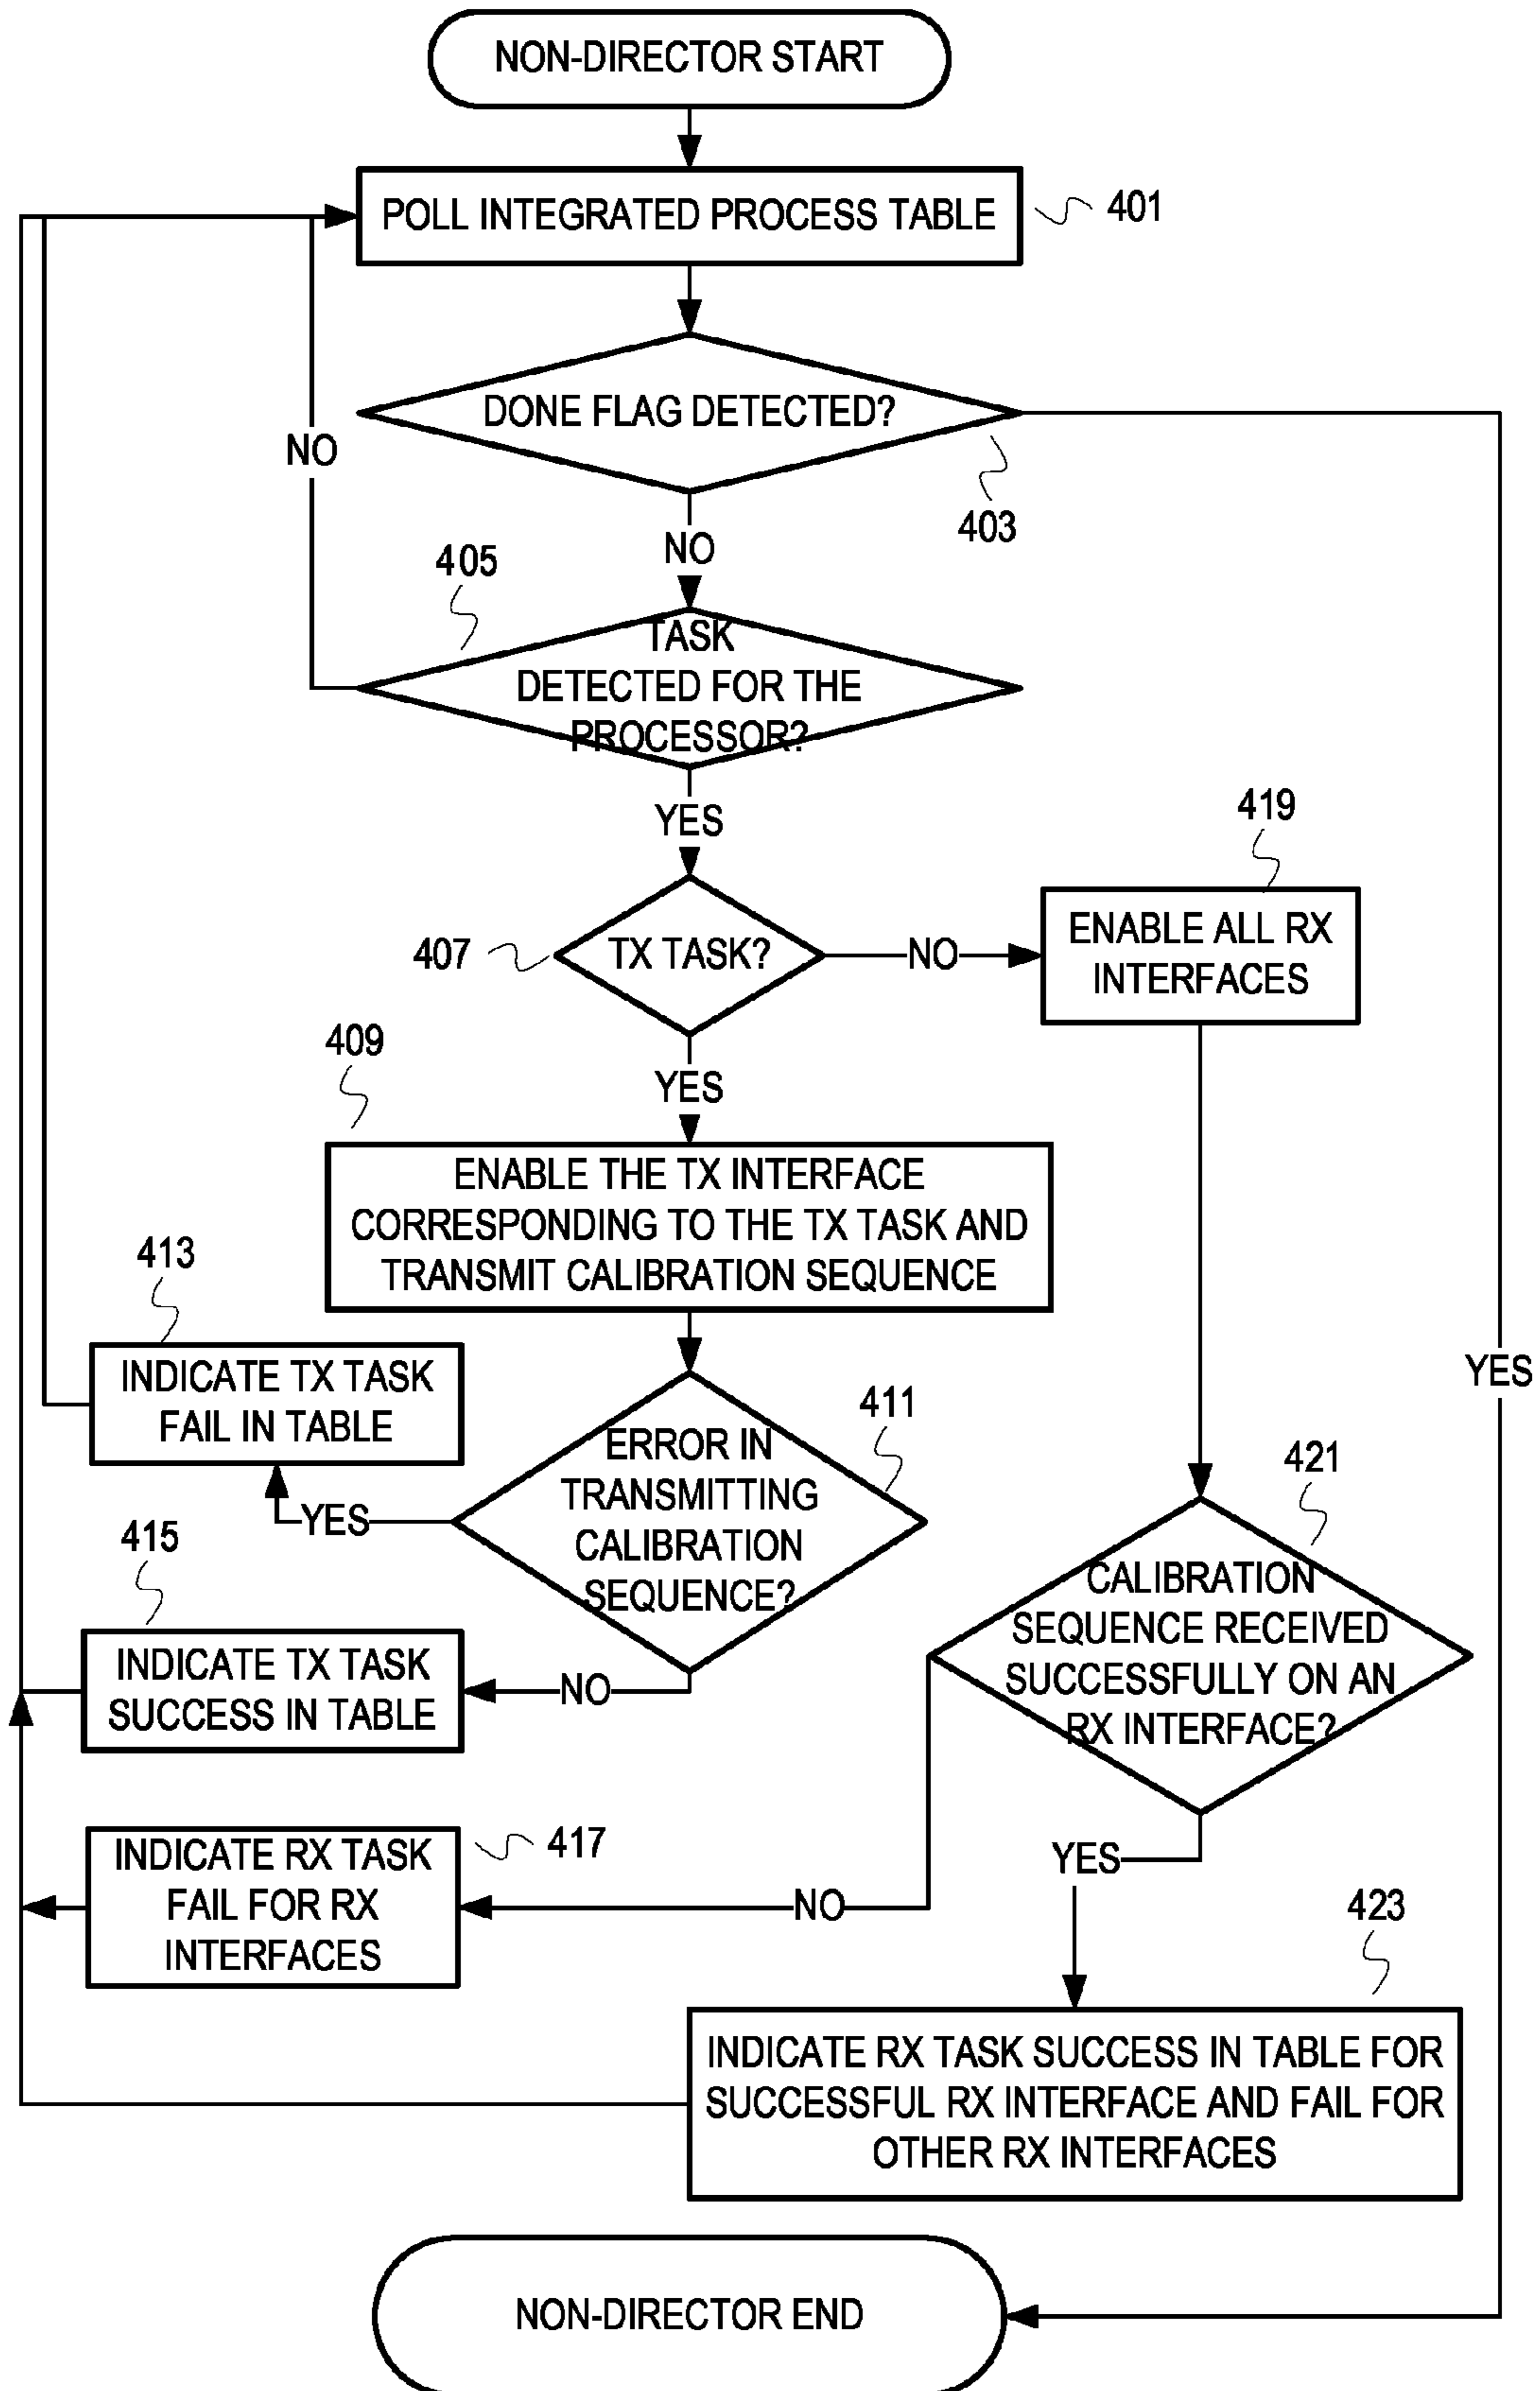 NON-DIRECTOR START
POLL INTEGRATED PROCESS TABLE
401
DONE FLAG DETECTED?
403
NO
NO
405
TASK
DETECTED FOR THE
PROCESSOR?
YES
419
407
TX TASK?
NO
ENABLE ALL RX
INTERFACES
409
YES
ENABLE THE TX INTERFACE
CORRESPONDING TO THE TX TASK AND
TRANSMIT CALIBRATION SEQUENCE
413
INDICATE TX TASK
FAIL IN TABLE
YES
411
ERROR IN
TRANSMITTING
CALIBRATION
SEQUENCE?
YES
421
415
INDICATE TX TASK
SUCCESS IN TABLE
NO
CALIBRATION
SEQUENCE RECEIVED
SUCCESSFULLY ON AN
RX INTERFACE?
INDICATE RX TASK
FAIL FOR RX
INTERFACES
417
NO
YES
423
INDICATE RX TASK SUCCESS IN TABLE FOR
SUCCESSFUL RX INTERFACE AND FAIL FOR
OTHER RX INTERFACES
NON-DIRECTOR END